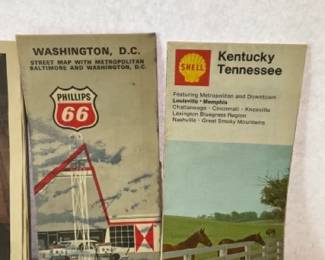 WASHINGTON, D.C.
STREET MAP WITH METROPOLITAN
BALTIMORE AND WASHINGTON, D.C.
PHILLIPS
66
SHELL
Kentucky
Tennessee
Featuring Metropolitan and Downtown
Louisville • Memphis
Chattanooga • Cincinnati • Knoxville
Lexington Bluegrass Region
Nashville • Great Smoky Mountains